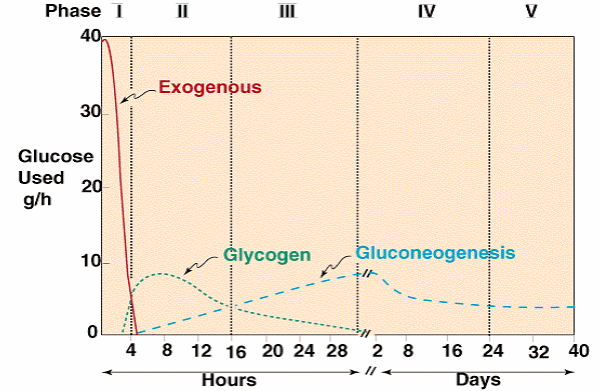 Phase I II III IV V
40
Exogenous
30
Glucose
Used
g/h
20
Glycogen
Gluconeogenesis
10
0
4 8 12 16 20 24 28 2 8 16 24 32 40
Hours // Days